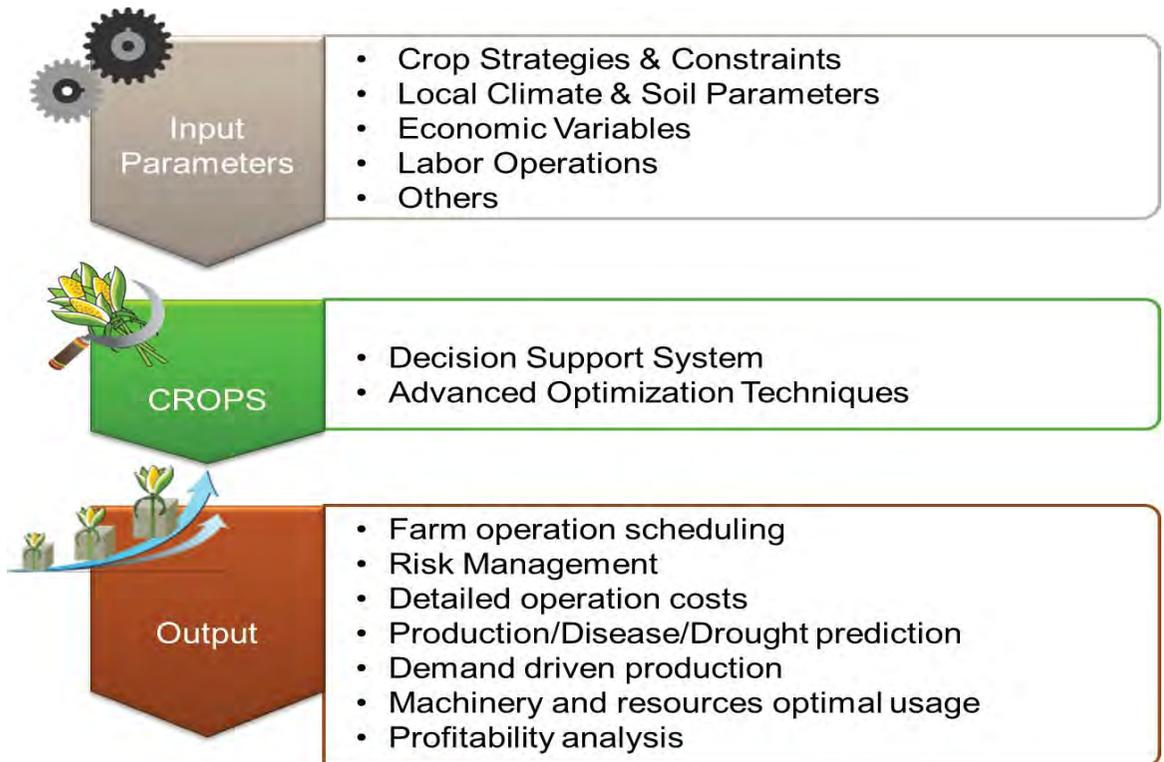 Input
Parameters
• Crop Strategies & Constraints
• Local Climate & Soil Parameters
• Economic Variables
• Labor Operations
• Others
CROPS
• Decision Support System
• Advanced Optimization Techniques
Output
• Farm operation scheduling
• Risk Management
• Detailed operation costs
• Production/Disease/Drought prediction
• Demand driven production
• Machinery and resources optimal usage
• Profitability analysis